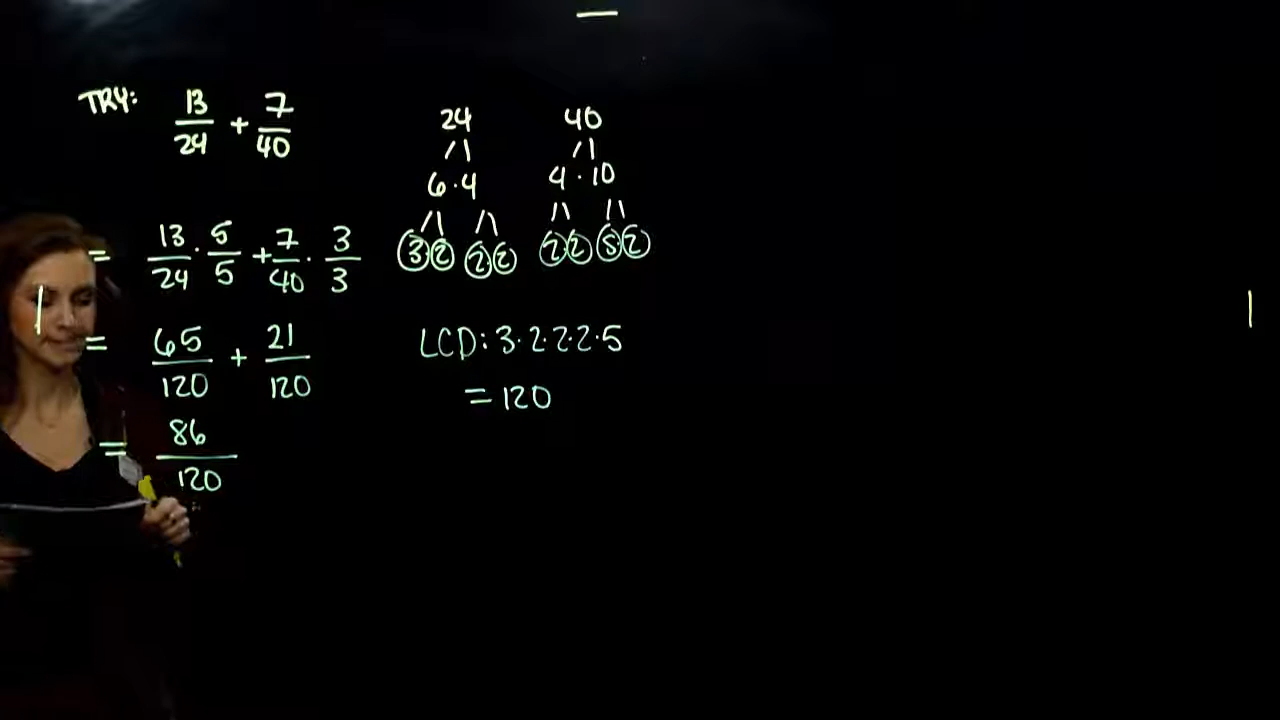 TRY: 13/24 + 7/40
= 13/24 · 5/5 + 7/40 · 3/3
= 65/120 + 21/120
= 86/120
24
6 · 4
3 2 2 2
40
4 · 10
2 2 5 2
LCD: 3·2·2·2·5
= 120